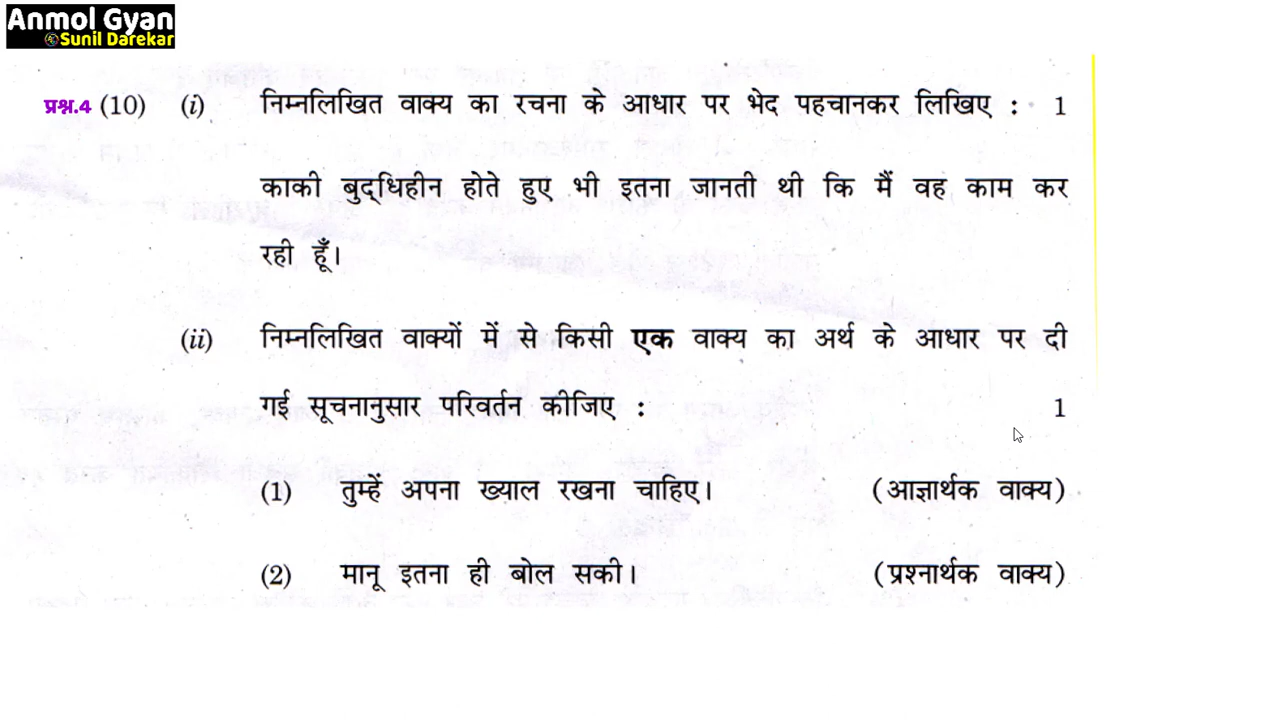 Anmol Gyan
©Sunil Darekar
प्रश्न.4 (10) (i) निम्नलिखित वाक्य का रचना के आधार पर भेद पहचानकर लिखिए : 1
काकी बुद्‌धिहीन होते हुए भी इतना जानती थी कि मैं वह काम कर
रही हूँ।
(ii) निम्नलिखित वाक्यों में से किसी एक वाक्य का अर्थ के आधार पर दी
गई सूचनानुसार परिवर्तन कीजिए : 1
(1) तुम्हें अपना ख्याल रखना चाहिए। (आज्ञार्थक वाक्य)
(2) मानू इतना ही बोल सकी। (प्रश्नार्थक वाक्य)